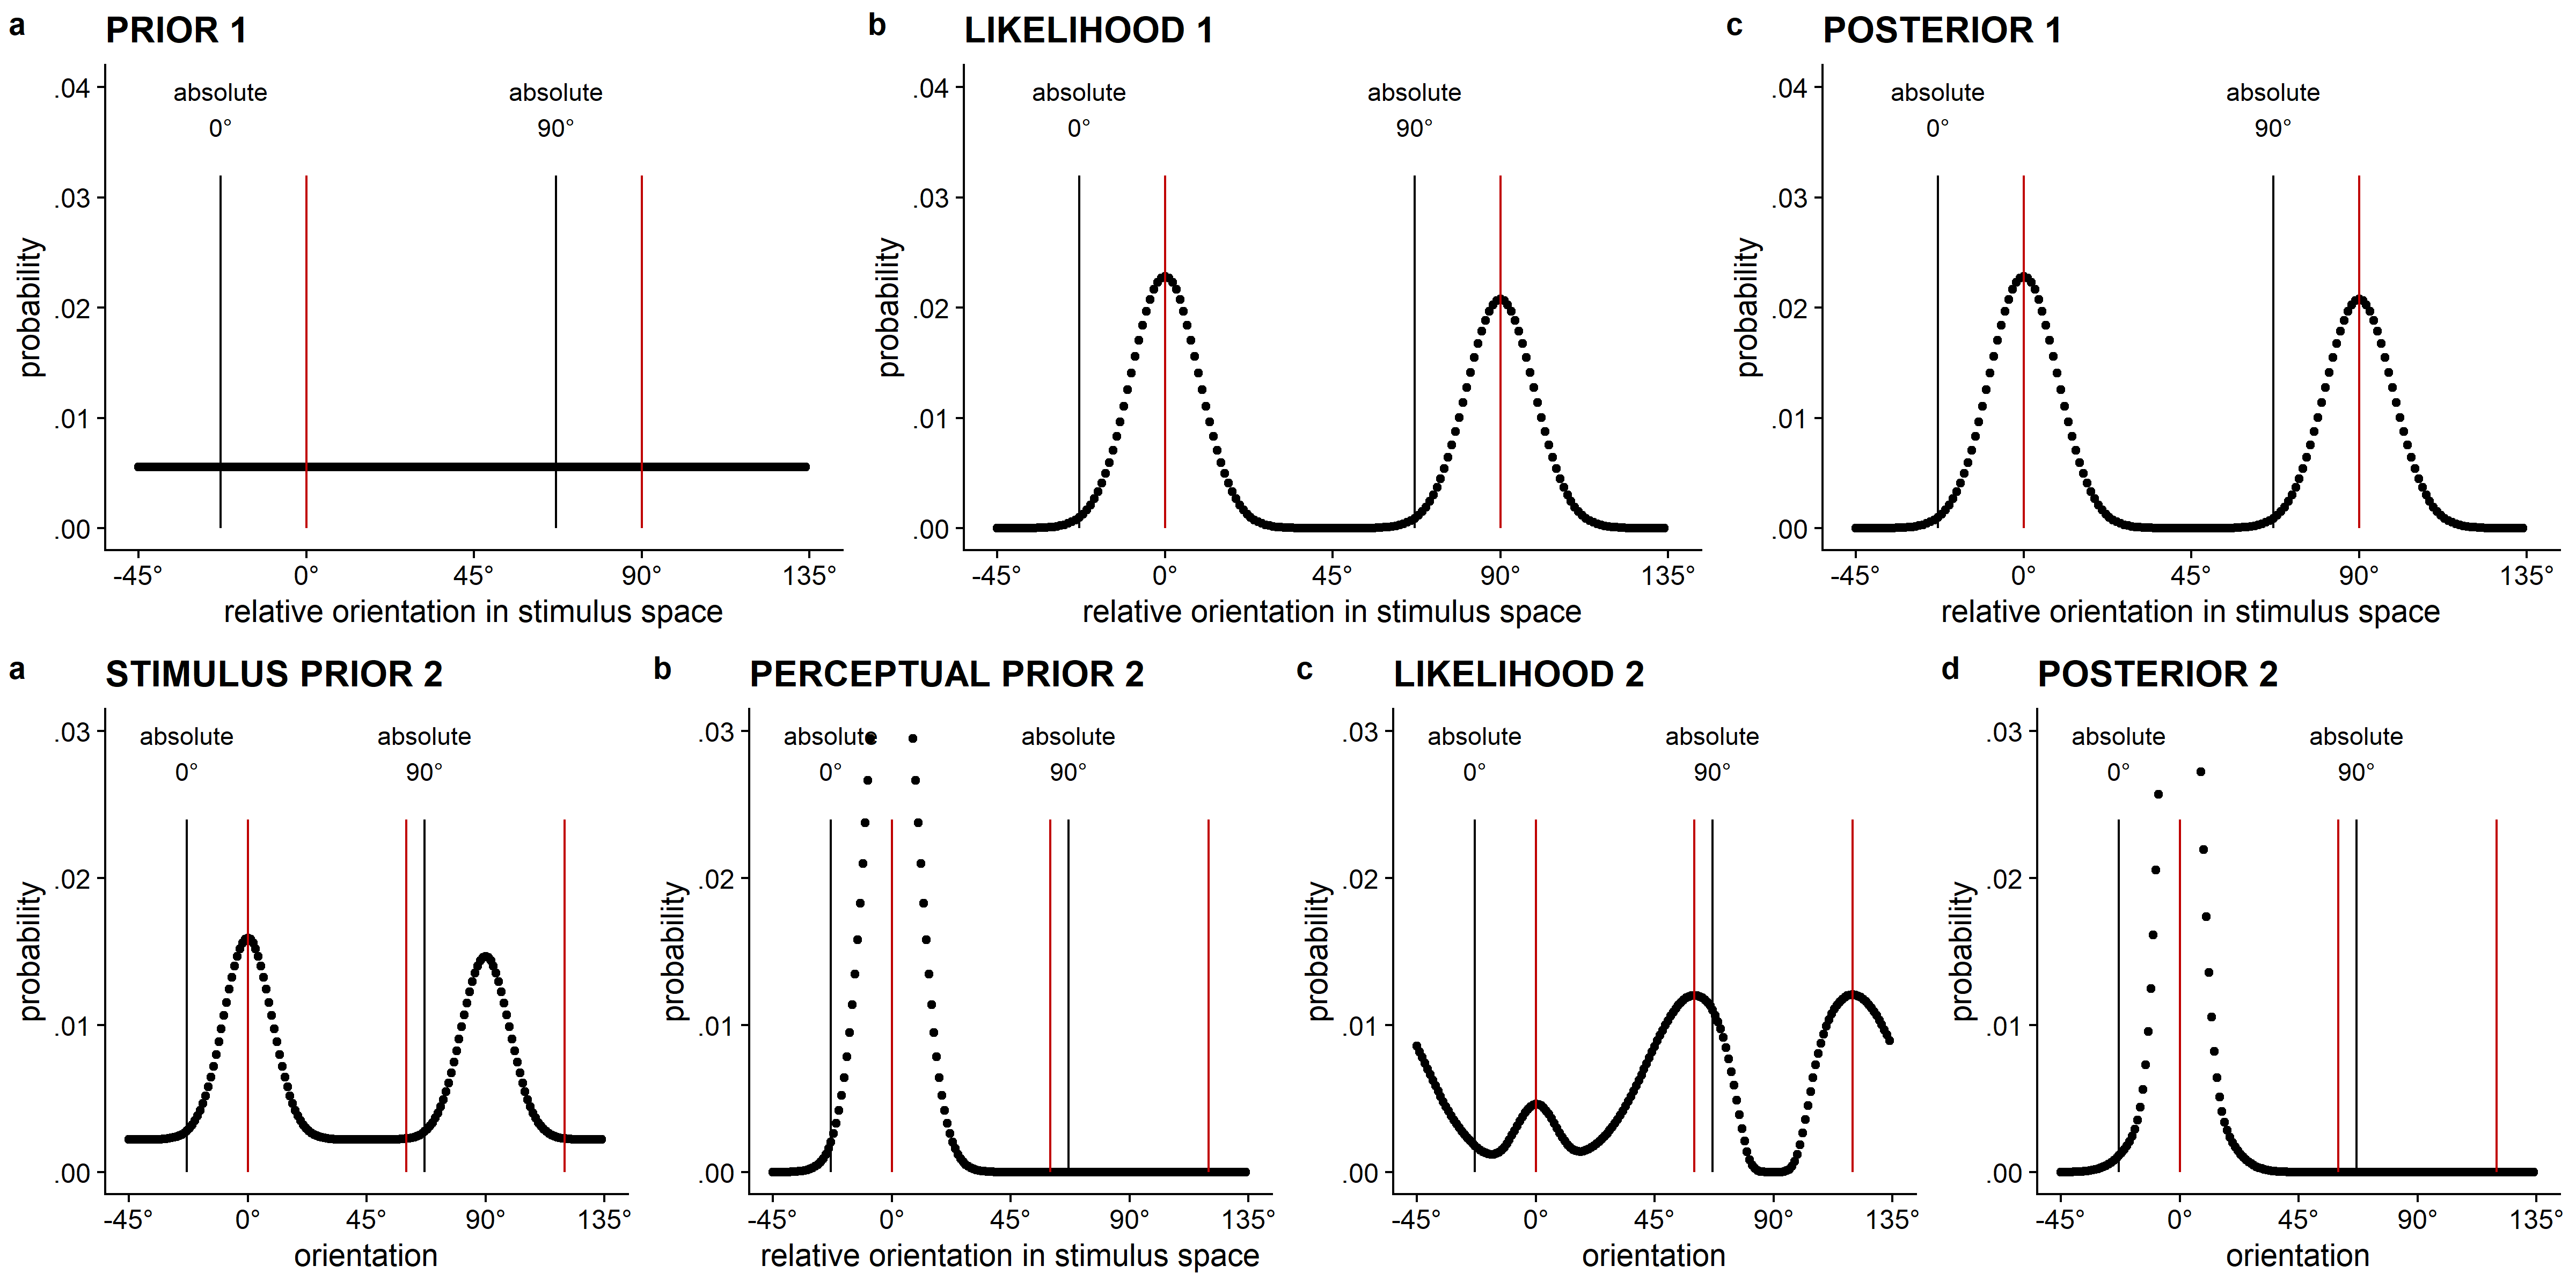 a PRIOR 1
.04
.03
.02
.01
.00
probability
absolute
0°
absolute
90°
-45° 0° 45° 90° 135°
relative orientation in stimulus space
b LIKELIHOOD 1
.04
.03
.02
.01
.00
probability
absolute
0°
absolute
90°
-45° 0° 45° 90° 135°
relative orientation in stimulus space
c POSTERIOR 1
.04
.03
.02
.01
.00
probability
absolute
0°
absolute
90°
-45° 0° 45° 90° 135°
relative orientation in stimulus space
a STIMULUS PRIOR 2
.03
.02
.01
.00
probability
absolute
0°
absolute
90°
-45° 0° 45° 90° 135°
orientation
b PERCEPTUAL PRIOR 2
.03
.02
.01
.00
probability
absolute
0°
absolute
90°
-45° 0° 45° 90° 135°
relative orientation in stimulus space
c LIKELIHOOD 2
.03
.02
.01
.00
probability
absolute
0°
absolute
90°
-45° 0° 45° 90° 135°
orientation
d POSTERIOR 2
.03
.02
.01
.00
probability
absolute
0°
absolute
90°
-45° 0° 45° 90° 135°
orientation